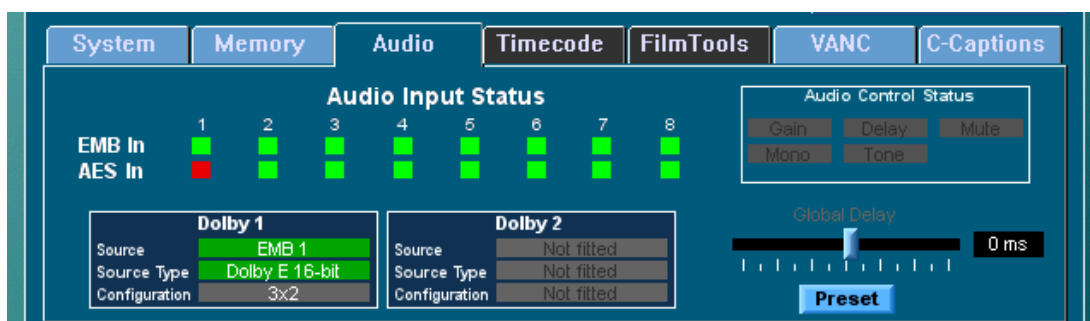 System Memory Audio Timecode FilmTools VANC C-Captions
Audio Input Status
1 2 3 4 5 6 7 8
EMB In
AES In
Audio Control Status
Gain Delay Mute
Mono Tone
Dolby 1
Source EMB 1
Source Type Dolby E 16-bit
Configuration 3x2
Dolby 2
Source Not fitted
Source Type Not fitted
Configuration Not fitted
Global Delay
0 ms
Preset